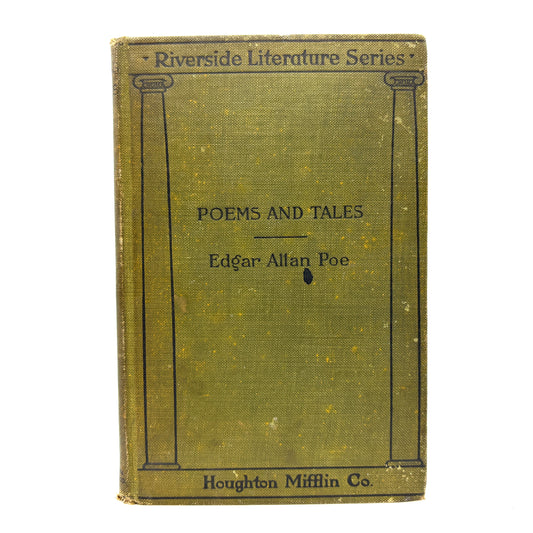 · Riverside Literature Series ·
POEMS AND TALES
Edgar Allan Poe
Houghton Mifflin Co.